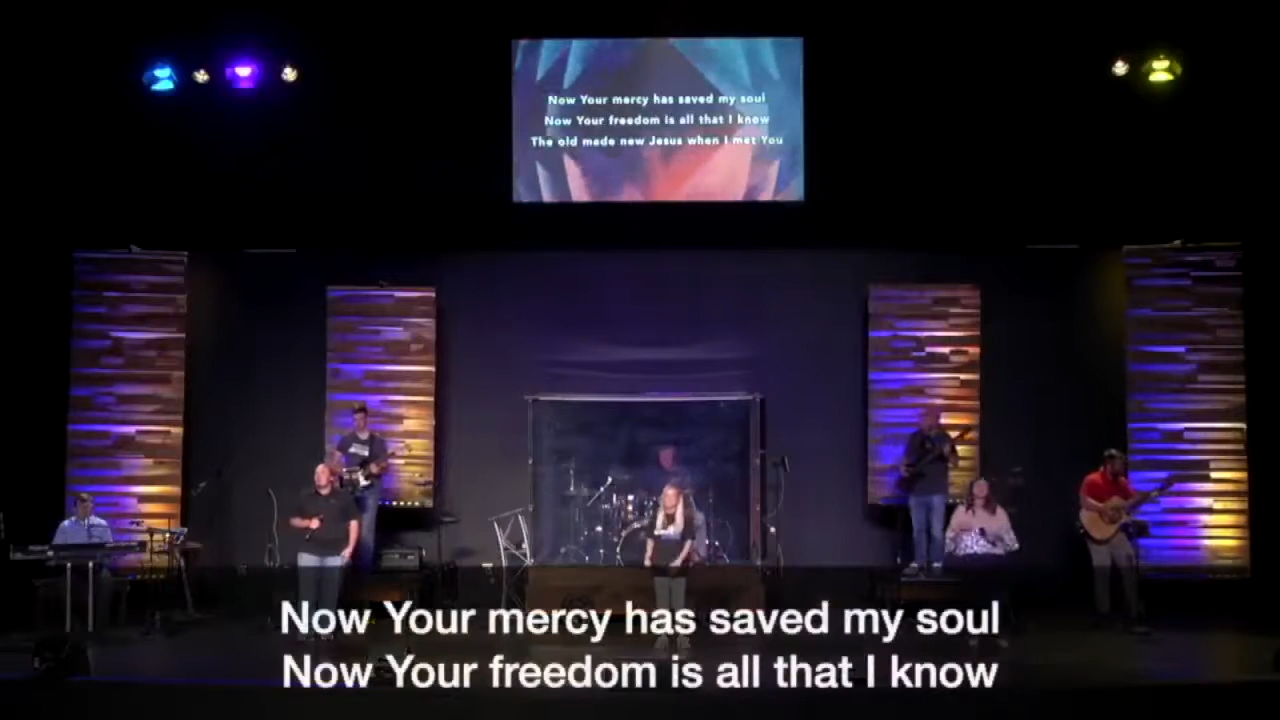 Now Your mercy has saved my soul
Now Your freedom is all that I know
The old made new Jesus when I met You
Now Your mercy has saved my soul
Now Your freedom is all that I know